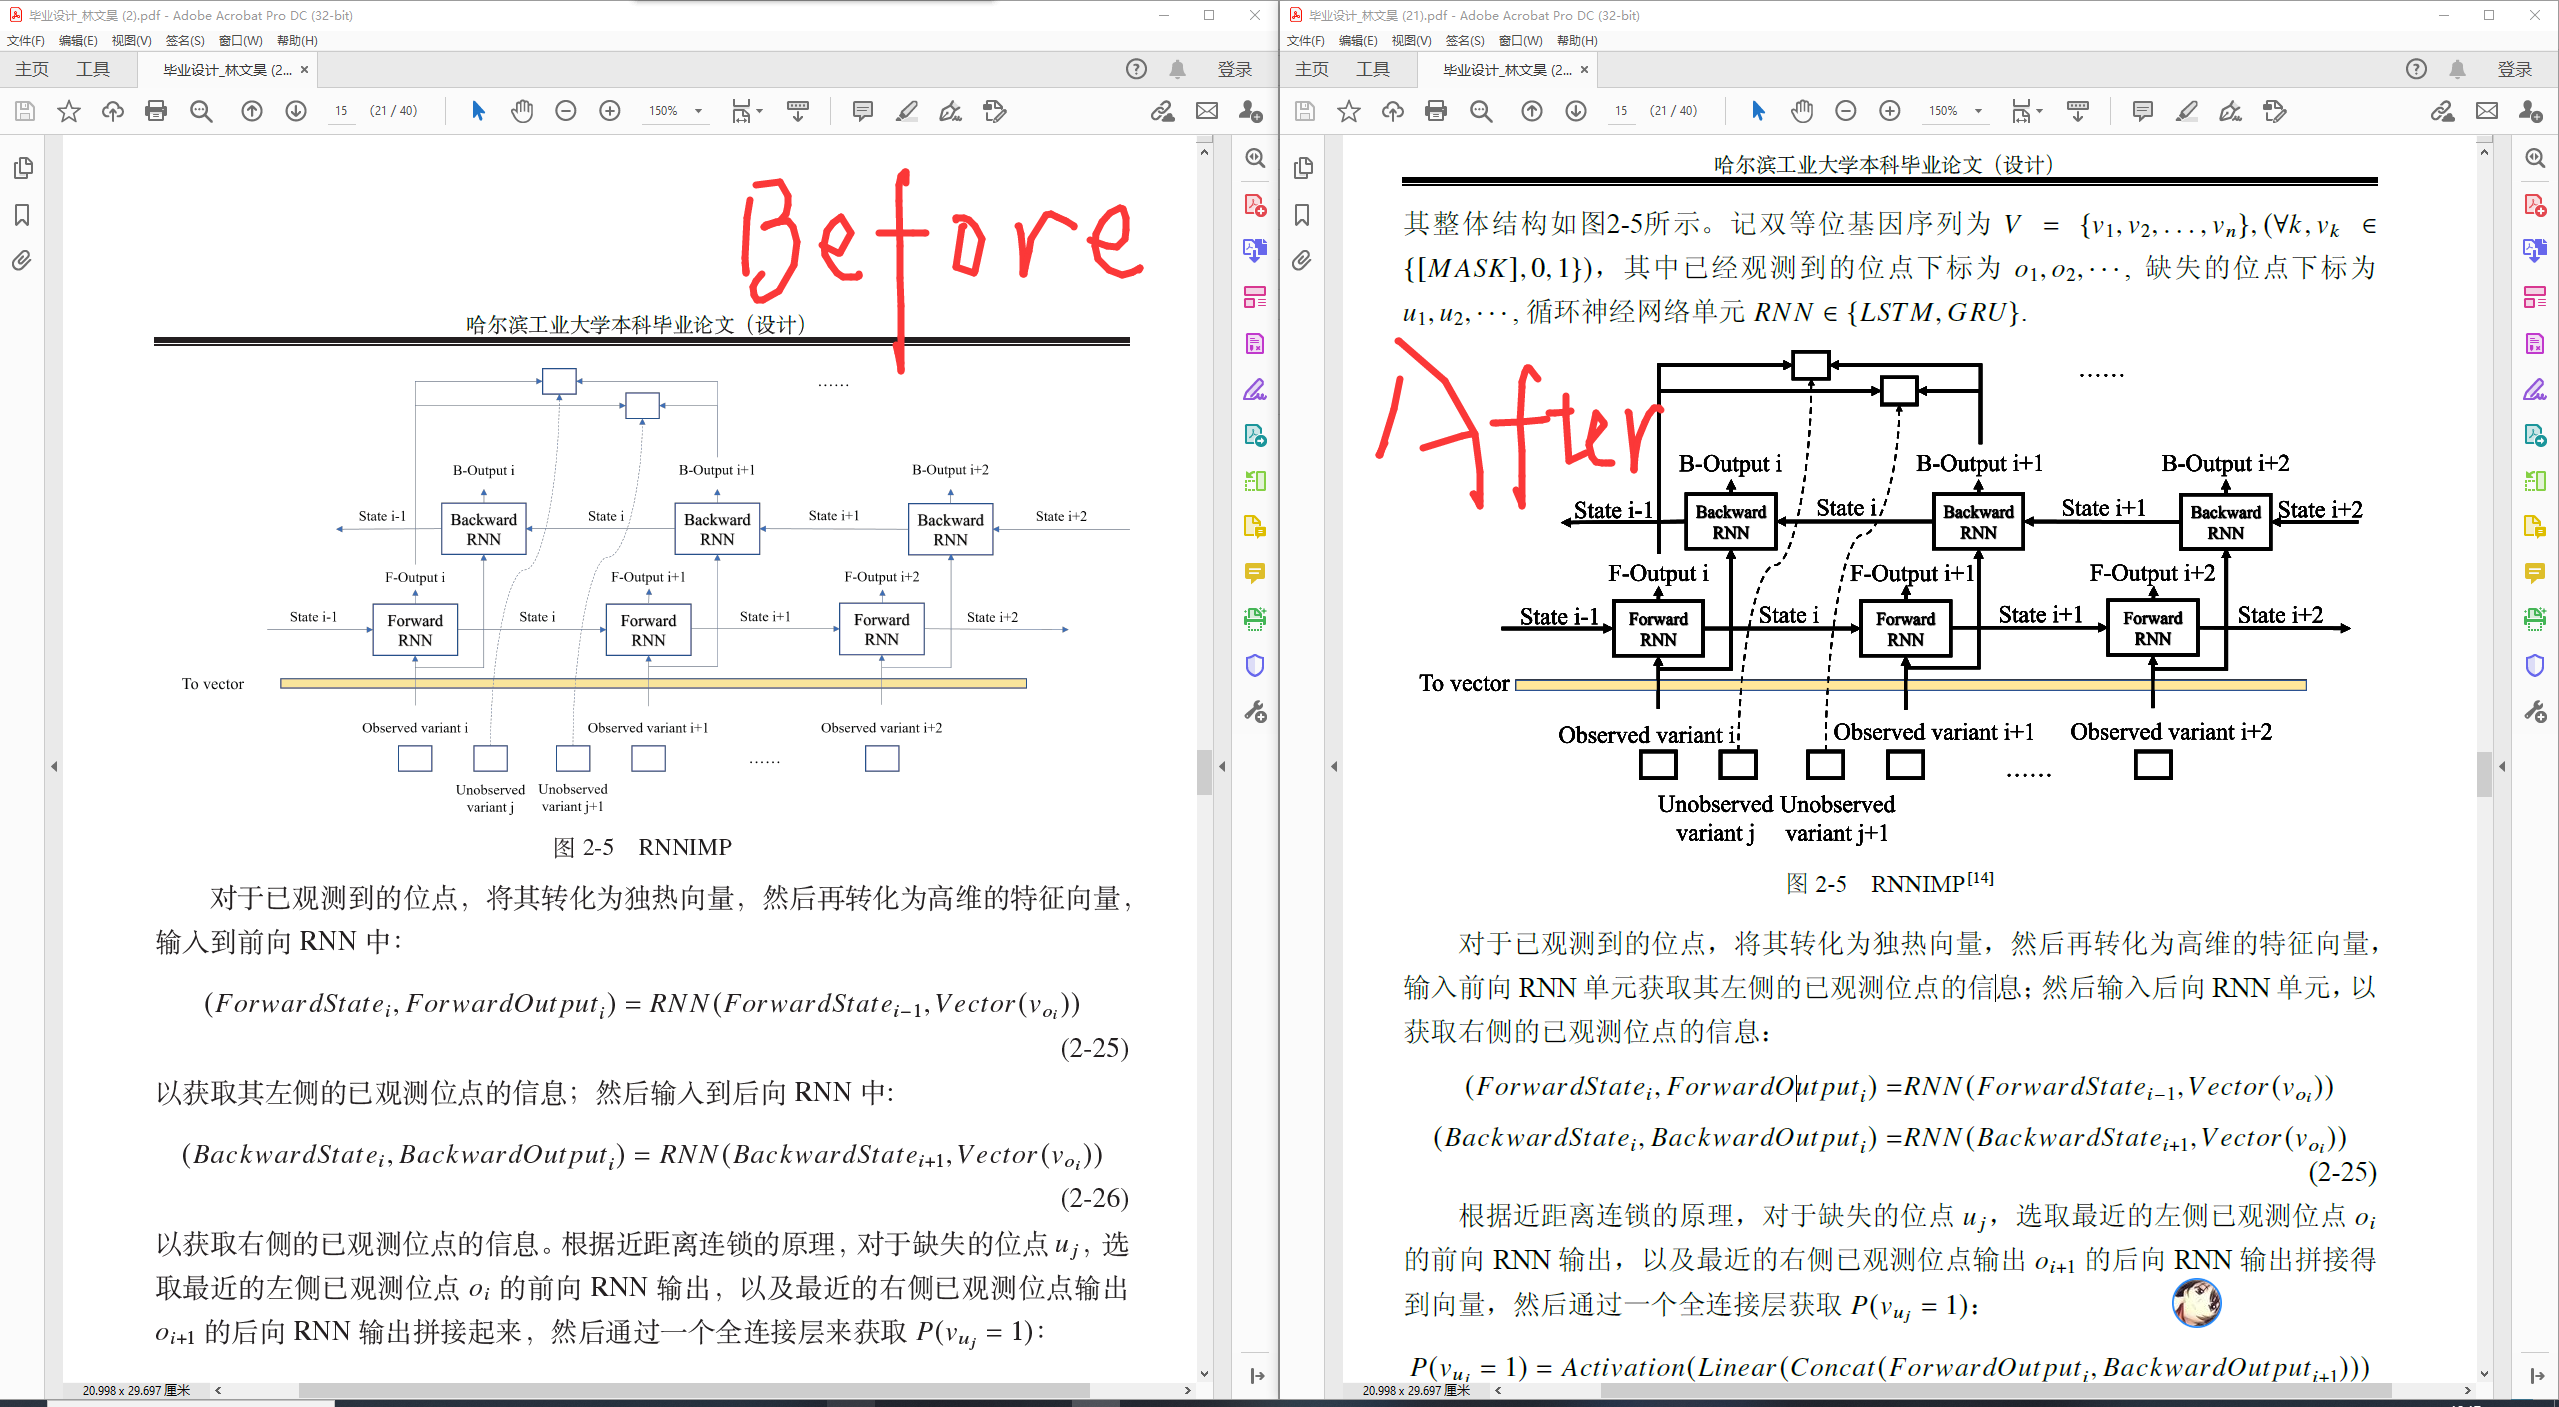 毕业设计_林文昊 (2).pdf - Adobe Acrobat Pro DC (32-bit)
文件(F) 编辑(E) 视图(V) 签名(S) 窗口(W) 帮助(H)
主页 工具 毕业设计_林文昊 (2... × 登录
15 (21 / 40) 150%
Before
哈尔滨工业大学本科毕业论文（设计）
......
B-Output i B-Output i+1 B-Output i+2
State i-1 Backward RNN State i Backward RNN State i+1 Backward RNN State i+2
F-Output i F-Output i+1 F-Output i+2
State i-1 Forward RNN State i Forward RNN State i+1 Forward RNN State i+2
To vector
Observed variant i Observed variant i+1 Observed variant i+2
......
Unobserved variant j Unobserved variant j+1
图 2-5 RNNIMP
对于已观测到的位点，将其转化为独热向量，然后再转化为高维的特征向量，
输入到前向 RNN 中：
(ForwardState_i, ForwardOutput_i) = RNN(ForwardState_{i−1}, Vector(v_{o_i}))
(2-25)
以获取其左侧的已观测位点的信息；然后输入到后向 RNN 中：
(BackwardState_i, BackwardOutput_i) = RNN(BackwardState_{i+1}, Vector(v_{o_i}))
(2-26)
以获取右侧的已观测位点的信息。根据近距离连锁的原理，对于缺失的位点 u_j，选
取最近的左侧已观测位点 o_i 的前向 RNN 输出，以及最近的右侧已观测位点输出
o_{i+1} 的后向 RNN 输出拼接起来，然后通过一个全连接层来获取 P(v_{u_j} = 1)：
20.998 x 29.697 厘米
毕业设计_林文昊 (21).pdf - Adobe Acrobat Pro DC (32-bit)
文件(F) 编辑(E) 视图(V) 签名(S) 窗口(W) 帮助(H)
主页 工具 毕业设计_林文昊 (2... × 登录
15 (21 / 40) 150%
哈尔滨工业大学本科毕业论文（设计）
其整体结构如图2-5所示。记双等位基因序列为 V = {v_1, v_2, ..., v_n}, (∀k, v_k ∈
{[MASK], 0, 1})，其中已经观测到的位点下标为 o_1, o_2, ⋯, 缺失的位点下标为
u_1, u_2, ⋯, 循环神经网络单元 RNN ∈ {LSTM, GRU}.
After
......
B-Output i B-Output i+1 B-Output i+2
State i-1 Backward RNN State i Backward RNN State i+1 Backward RNN State i+2
F-Output i F-Output i+1 F-Output i+2
State i-1 Forward RNN State i Forward RNN State i+1 Forward RNN State i+2
To vector
Observed variant i Observed variant i+1 Observed variant i+2
......
Unobserved variant j Unobserved variant j+1
图 2-5 RNNIMP[14]
对于已观测到的位点，将其转化为独热向量，然后再转化为高维的特征向量，
输入前向 RNN 单元获取其左侧的已观测位点的信息；然后输入后向 RNN 单元，以
获取右侧的已观测位点的信息：
(ForwardState_i, ForwardOutput_i) =RNN(ForwardState_{i−1}, Vector(v_{o_i}))
(BackwardState_i, BackwardOutput_i) =RNN(BackwardState_{i+1}, Vector(v_{o_i}))
(2-25)
根据近距离连锁的原理，对于缺失的位点 u_j，选取最近的左侧已观测位点 o_i
的前向 RNN 输出，以及最近的右侧已观测位点输出 o_{i+1} 的后向 RNN 输出拼接得
到向量，然后通过一个全连接层获取 P(v_{u_j} = 1)：
P(v_{u_j} = 1) = Activation(Linear(Concat(ForwardOutput_i, BackwardOutput_{i+1})))
20.998 x 29.697 厘米